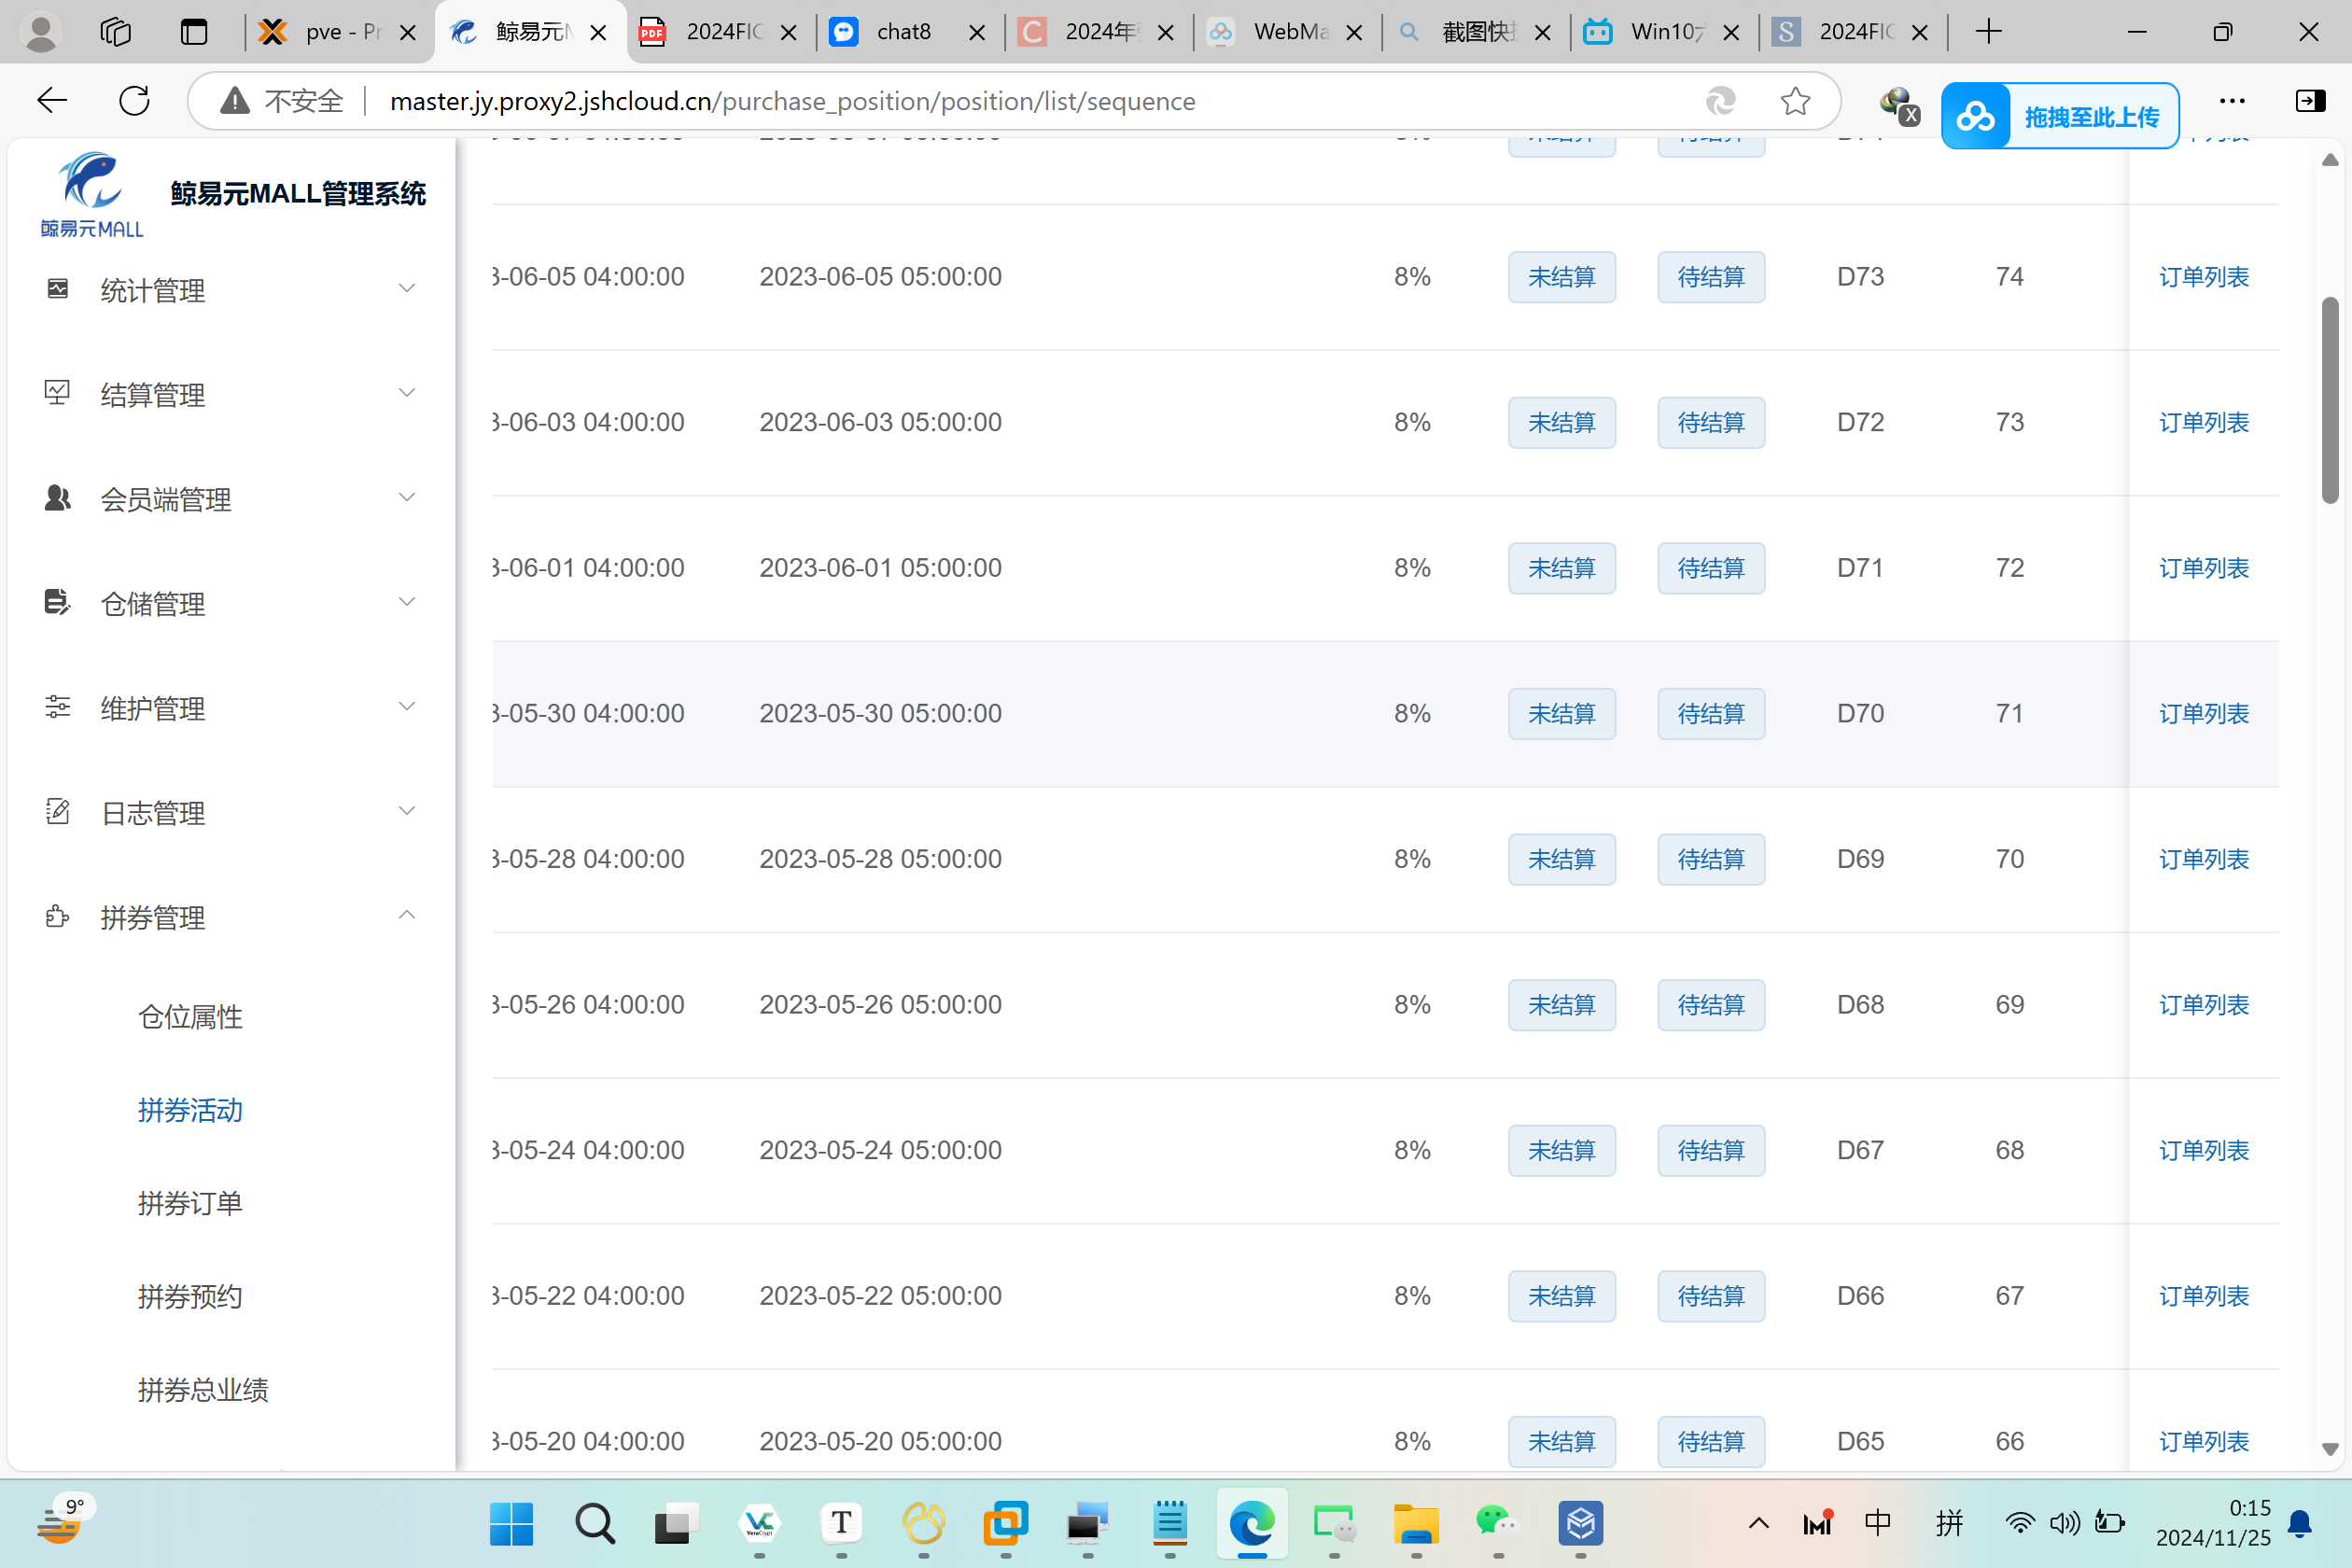 pve - Pr
鲸易元M
PDF
2024FIC
chat8
2024年
WebMa
截图快捷
Win10
2024FIC
不安全
master.jy.proxy2.jshcloud.cn/purchase_position/position/list/sequence
拖拽至此上传
鲸易元MALL
鲸易元MALL管理系统
统计管理
结算管理
会员端管理
仓储管理
维护管理
日志管理
拼券管理
仓位属性
拼券活动
拼券订单
拼券预约
拼券总业绩
3-06-05 04:00:00 2023-06-05 05:00:00 8% 未结算 待结算 D73 74 订单列表
3-06-03 04:00:00 2023-06-03 05:00:00 8% 未结算 待结算 D72 73 订单列表
3-06-01 04:00:00 2023-06-01 05:00:00 8% 未结算 待结算 D71 72 订单列表
3-05-30 04:00:00 2023-05-30 05:00:00 8% 未结算 待结算 D70 71 订单列表
3-05-28 04:00:00 2023-05-28 05:00:00 8% 未结算 待结算 D69 70 订单列表
3-05-26 04:00:00 2023-05-26 05:00:00 8% 未结算 待结算 D68 69 订单列表
3-05-24 04:00:00 2023-05-24 05:00:00 8% 未结算 待结算 D67 68 订单列表
3-05-22 04:00:00 2023-05-22 05:00:00 8% 未结算 待结算 D66 67 订单列表
3-05-20 04:00:00 2023-05-20 05:00:00 8% 未结算 待结算 D65 66 订单列表
9°
中
拼
0:15
2024/11/25